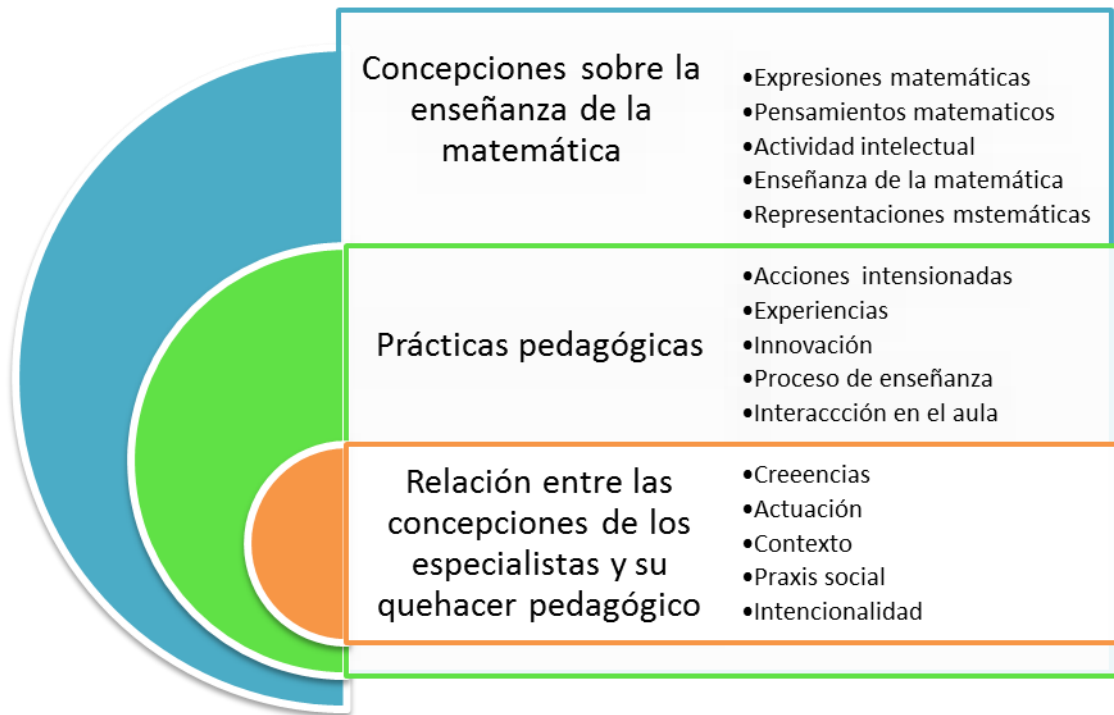 Concepciones sobre la
enseñanza de la
matemática
•Expresiones matemáticas
•Pensamientos matematicos
•Actividad intelectual
•Enseñanza de la matemática
•Representaciones mstemáticas
Prácticas pedagógicas
•Acciones intensionadas
•Experiencias
•Innovación
•Proceso de enseñanza
•Interaccción en el aula
Relación entre las
concepciones de los
especialistas y su
quehacer pedagógico
•Creeencias
•Actuación
•Contexto
•Praxis social
•Intencionalidad